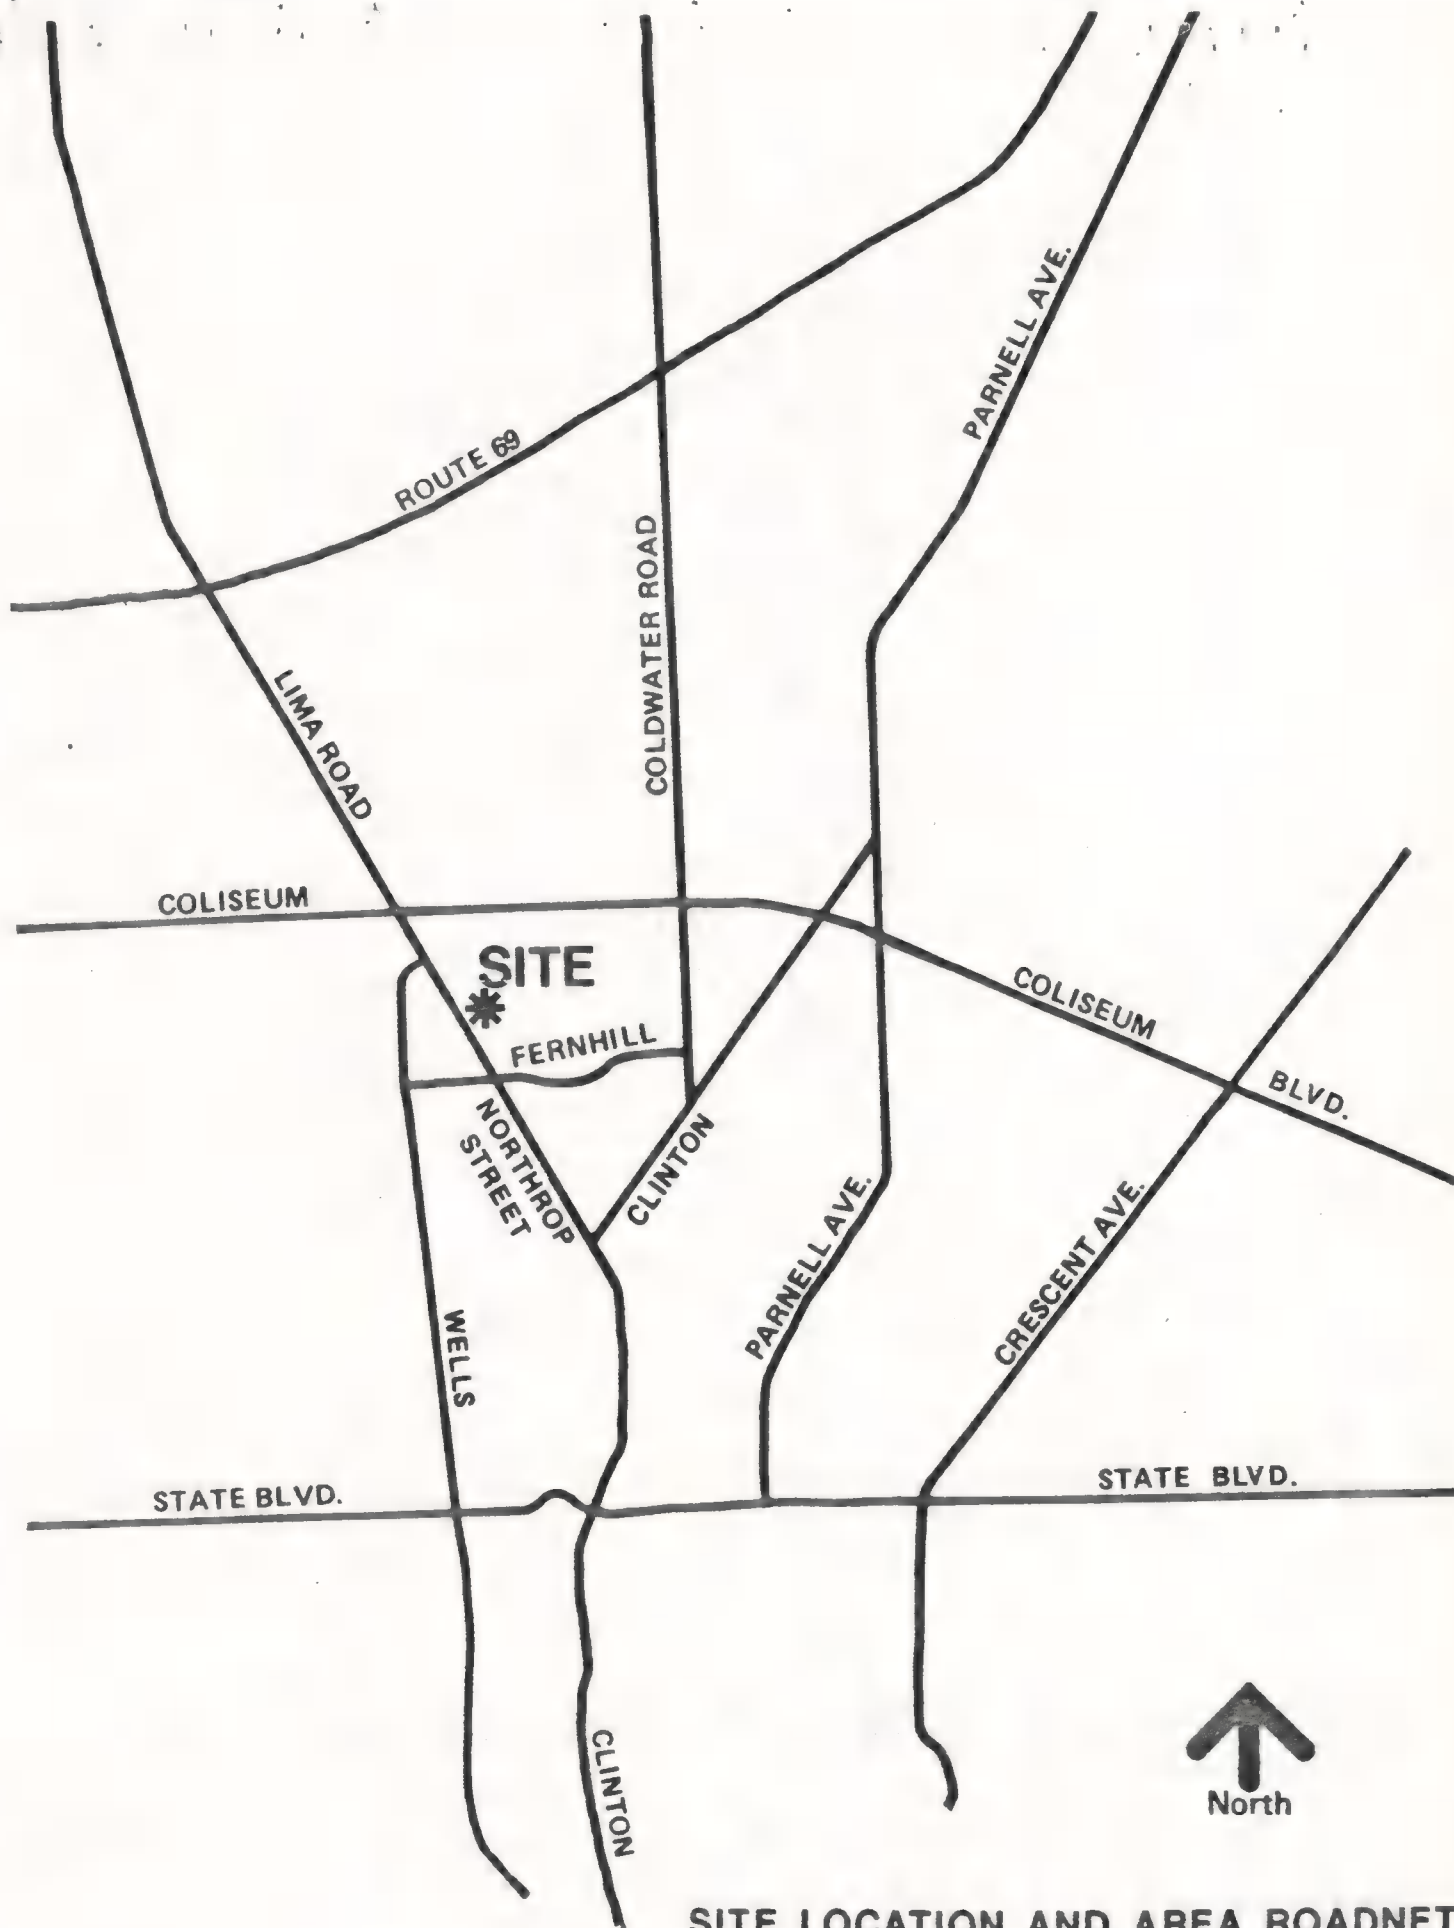 PARNELL AVE.
ROUTE 69
COLDWATER ROAD
LIMA ROAD
COLISEUM
SITE
COLISEUM
FERNHILL
BLVD.
NORTHROP
STREET
CLINTON
PARNELL AVE.
CRESCENT AVE.
WELLS
STATE BLVD.
STATE BLVD.
CLINTON
North
SITE LOCATION AND AREA ROADNET